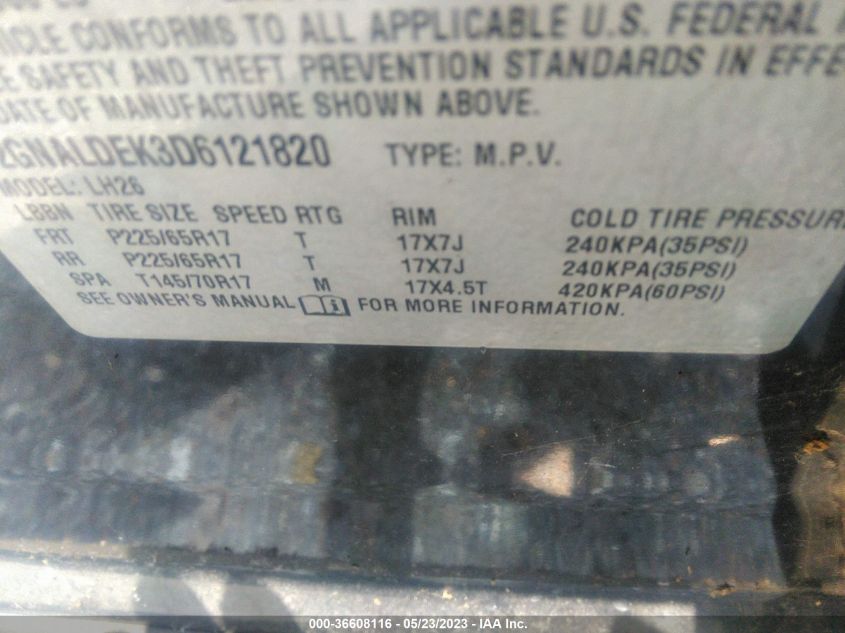 VEHICLE CONFORMS TO ALL APPLICABLE U.S. FEDERAL
SAFETY AND THEFT PREVENTION STANDARDS IN EFFE
DATE OF MANUFACTURE SHOWN ABOVE.
2GNALDEK3D6121820 TYPE: M.P.V.
MODEL: LH26
LBBN TIRE SIZE SPEED RTG RIM COLD TIRE PRESSURE
FRT P225/65R17 T 17X7J 240KPA(35PSI)
RR P225/65R17 T 17X7J 240KPA(35PSI)
SPA T145/70R17 M 17X4.5T 420KPA(60PSI)
SEE OWNER'S MANUAL FOR MORE INFORMATION.
000-36608116 - 05/23/2023 - IAA Inc.